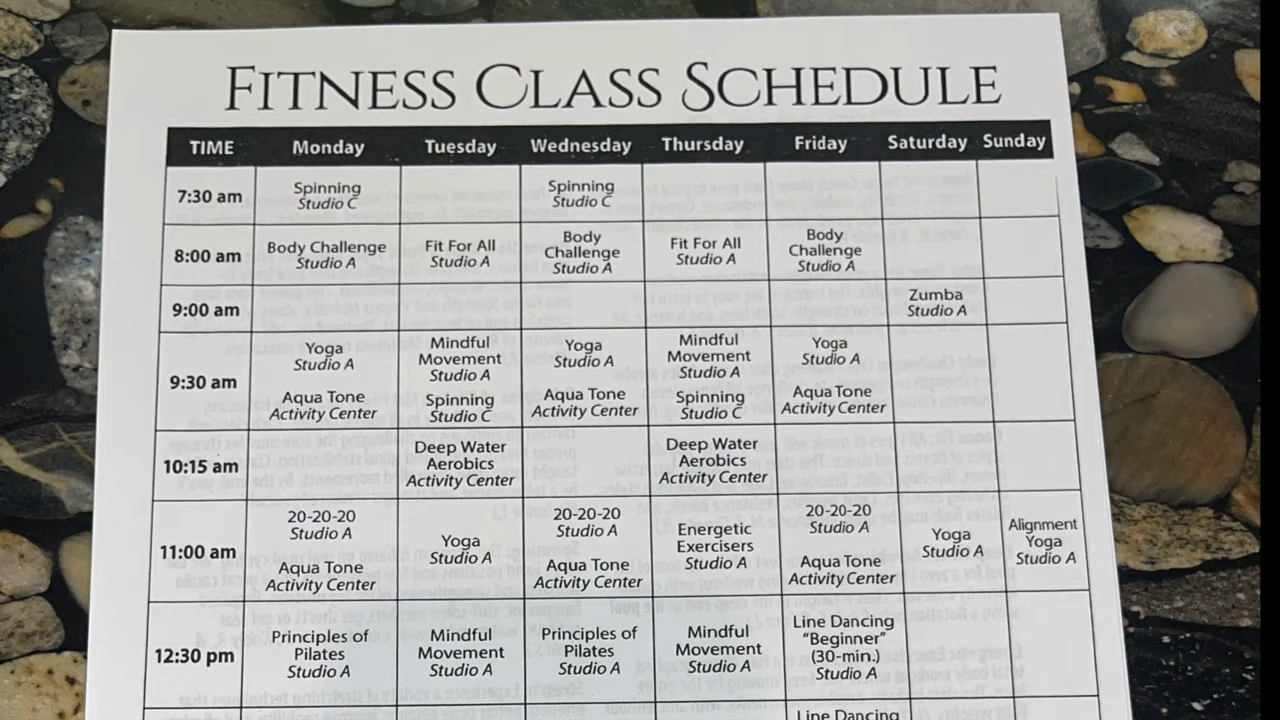 FITNESS CLASS SCHEDULE
TIME Monday Tuesday Wednesday Thursday Friday Saturday Sunday
7:30 am
Spinning
Studio C
Spinning
Studio C
8:00 am
Body Challenge
Studio A
Fit For All
Studio A
Body
Challenge
Studio A
Fit For All
Studio A
Body
Challenge
Studio A
9:00 am
Zumba
Studio A
9:30 am
Yoga
Studio A
Aqua Tone
Activity Center
Mindful
Movement
Studio A
Spinning
Studio C
Yoga
Studio A
Aqua Tone
Activity Center
Mindful
Movement
Studio A
Spinning
Studio C
Yoga
Studio A
Aqua Tone
Activity Center
10:15 am
Deep Water
Aerobics
Activity Center
Deep Water
Aerobics
Activity Center
11:00 am
20-20-20
Studio A
Aqua Tone
Activity Center
Yoga
Studio A
20-20-20
Studio A
Aqua Tone
Activity Center
Energetic
Exercisers
Studio A
20-20-20
Studio A
Aqua Tone
Activity Center
Yoga
Studio A
Alignment
Yoga
Studio A
12:30 pm
Principles of
Pilates
Studio A
Mindful
Movement
Studio A
Principles of
Pilates
Studio A
Mindful
Movement
Studio A
Line Dancing
"Beginner"
(30-min.)
Studio A
Line Dancing